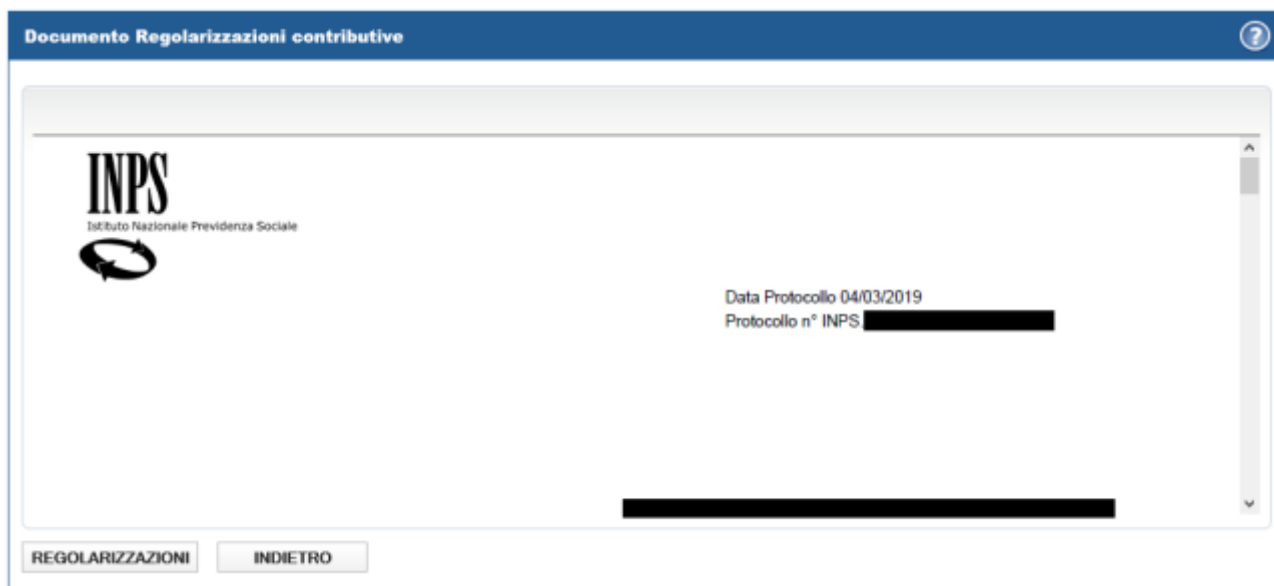 Documento Regolarizzazioni contributive
?
INPS
Istituto Nazionale Previdenza Sociale
Data Protocollo 04/03/2019
Protocollo n° INPS.
REGOLARIZZAZIONI
INDIETRO